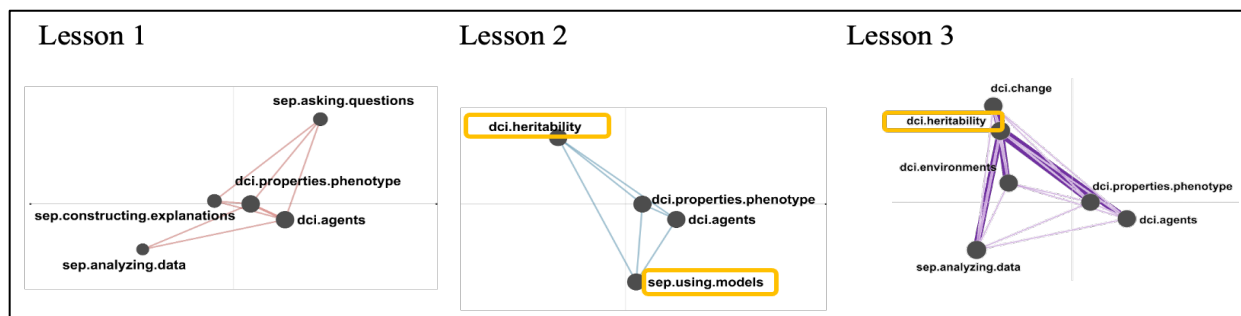 Lesson 1
sep.asking.questions
dci.properties.phenotype
sep.constructing.explanations
dci.agents
sep.analyzing.data
Lesson 2
dci.heritability
dci.properties.phenotype
dci.agents
sep.using.models
Lesson 3
dci.change
dci.heritability
dci.environments
dci.properties.phenotype
dci.agents
sep.analyzing.data